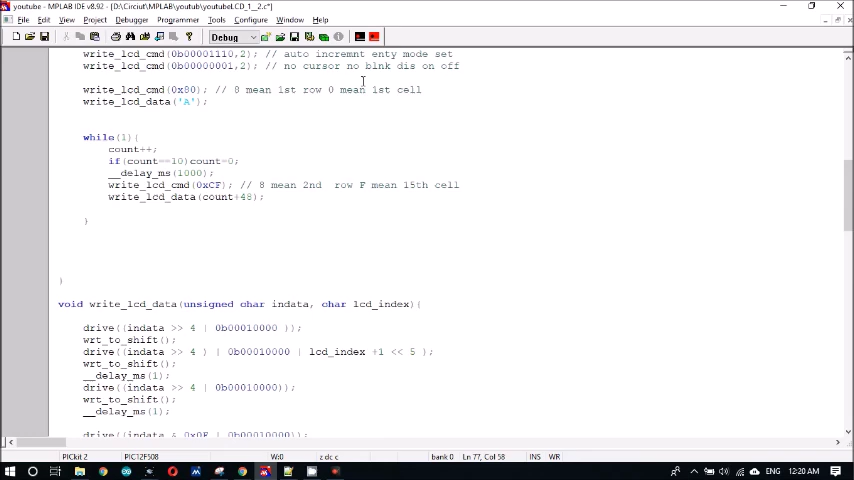 youtube - MPLAB IDE v8.92 - [D:\Circiut\MPLAB\youtub\youtubeLCD_1_2.c*]
File Edit View Project Debugger Programmer Tools Configure Window Help
Debug
write_lcd_cmd(0b00001110,2); // auto incremnt enty mode set
write_lcd_cmd(0b00000001,2); // no cursor no blnk dis on off
write_lcd_cmd(0x80); // 8 mean 1st row 0 mean 1st cell
write_lcd_data('A');
while(1){
count++;
if(count==10)count=0;
__delay_ms(1000);
write_lcd_cmd(0xCF); // 8 mean 2nd  row F mean 15th cell
write_lcd_data(count+48);
}
}
void write_lcd_data(unsigned char indata, char lcd_index){
drive((indata >> 4 | 0b00010000 ));
wrt_to_shift();
drive((indata >> 4 ) | 0b00010000 | lcd_index +1 << 5 );
wrt_to_shift();
__delay_ms(1);
drive((indata >> 4 | 0b00010000));
wrt_to_shift();
__delay_ms(1);
drive((indata & 0x0F | 0b00010000));
PICkit 2 PIC12F508 W:0 z dc c bank 0 Ln 77, Col 58 INS WR
ENG 12:20 AM